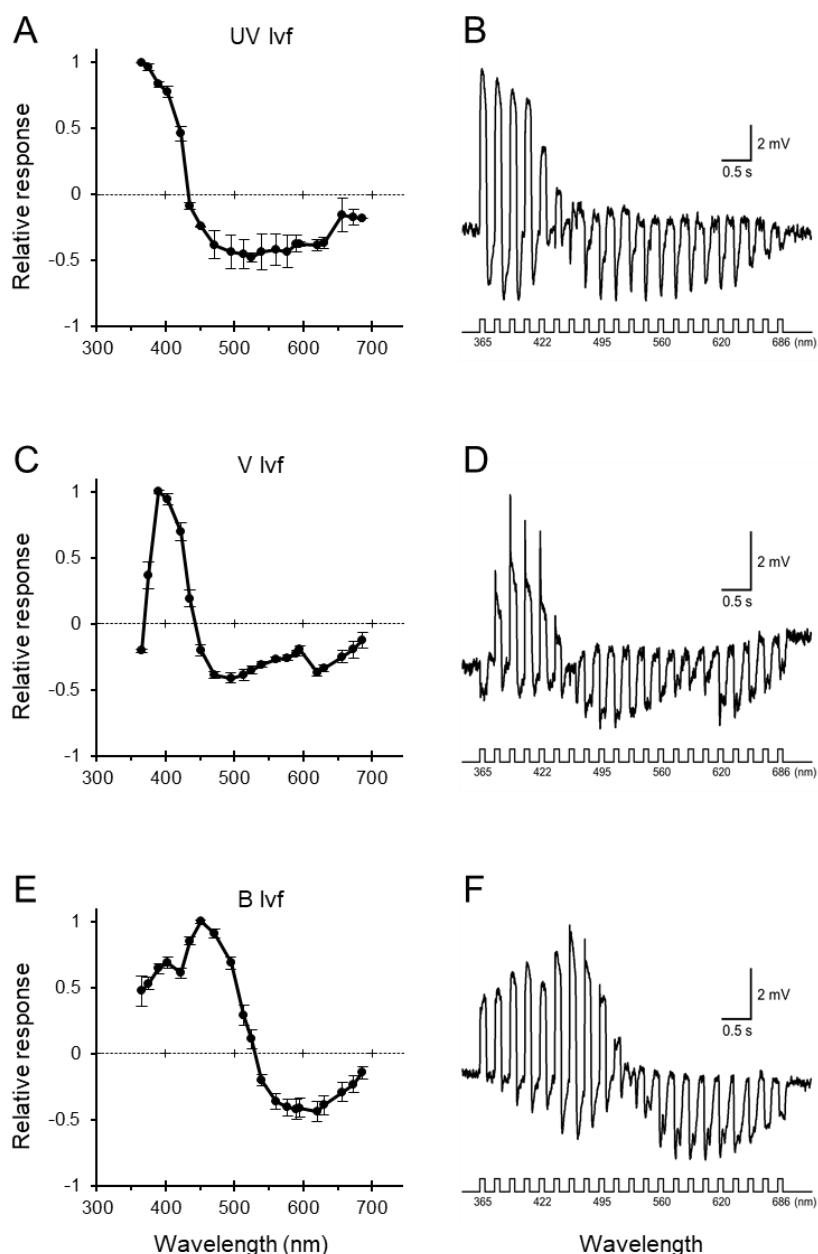 A
UV lvf
Relative response
1
0.5
0
-0.5
-1
300 400 500 600 700
B
2 mV
0.5 s
365 422 495 560 620 686 (nm)
C
V lvf
Relative response
1
0.5
0
-0.5
-1
300 400 500 600 700
D
2 mV
0.5 s
365 422 495 560 620 686 (nm)
E
B lvf
Relative response
1
0.5
0
-0.5
-1
300 400 500 600 700
Wavelength (nm)
F
2 mV
0.5 s
365 422 495 560 620 686 (nm)
Wavelength